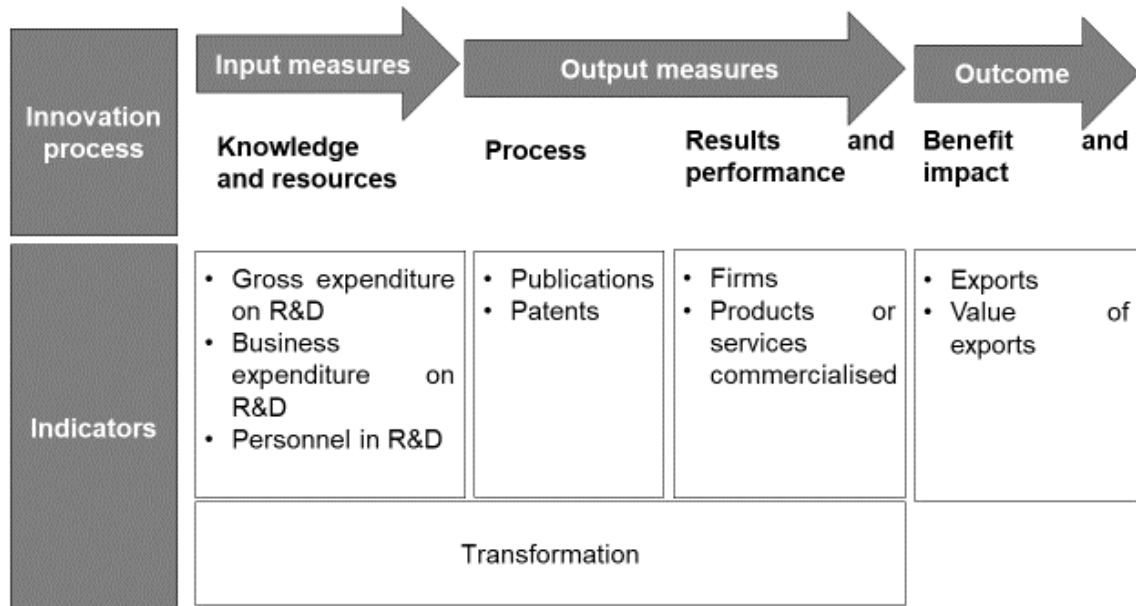 Innovation
process
Input measures
Output measures
Outcome
Knowledge
and resources
Process
Results and
performance
Benefit and
impact
Indicators
• Gross expenditure
on R&D
• Business
expenditure on
R&D
• Personnel in R&D
• Publications
• Patents
• Firms
• Products or
services
commercialised
• Exports
• Value of
exports
Transformation